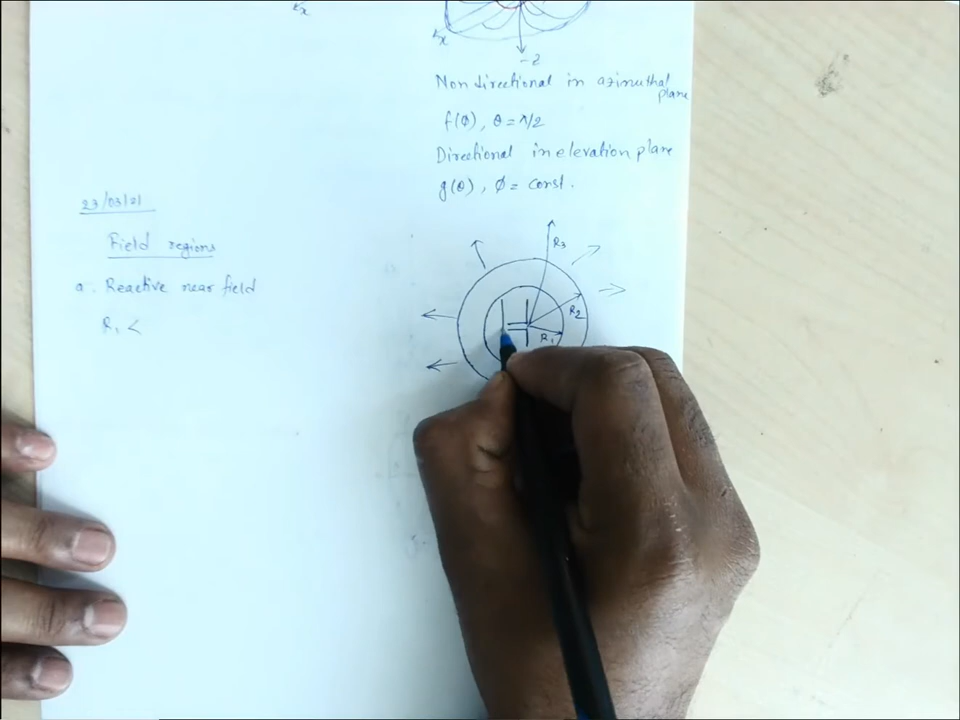 -z
Non directional in azimuthal
plane
f(φ), θ = π/2
Directional in elevation plane
g(θ), φ = const.
23/03/21
Field regions
a. Reactive near field
R₁ <
R₃
R₂
R₁